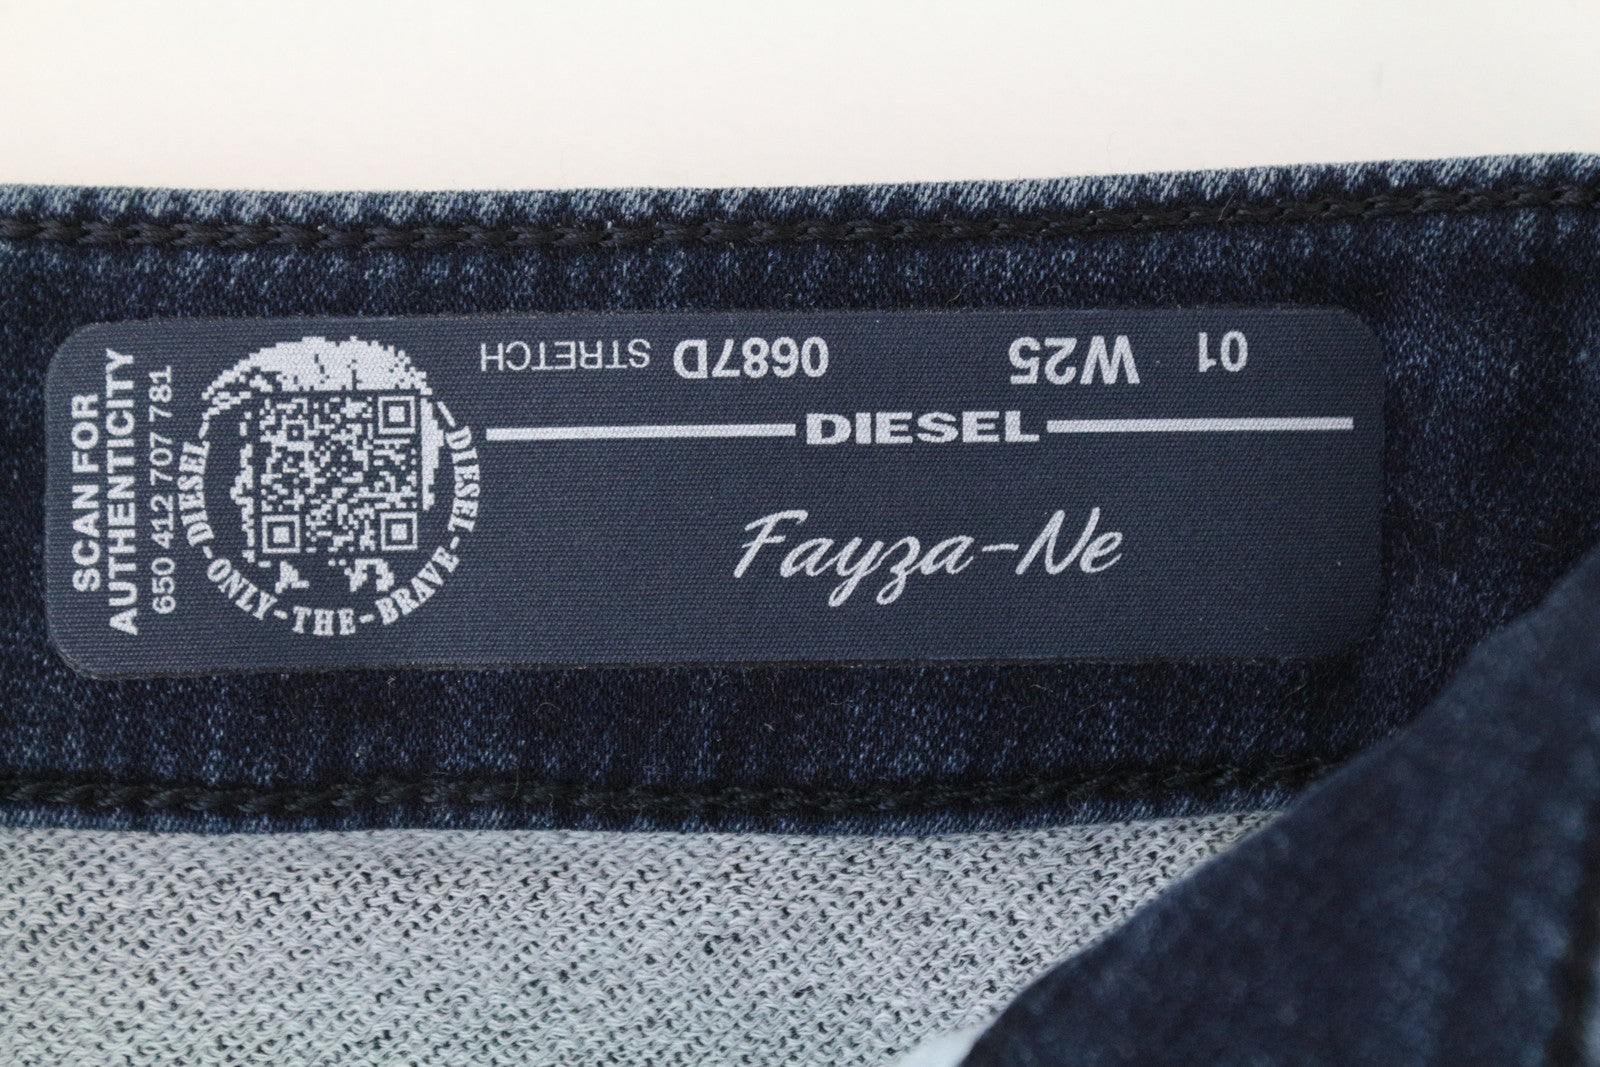 SCAN FOR
AUTHENTICITY
650 412 707 781
DIESEL-ONLY-THE-BRAVE-DIESEL
01 W25 0687D STRETCH
DIESEL
Fayza-Ne